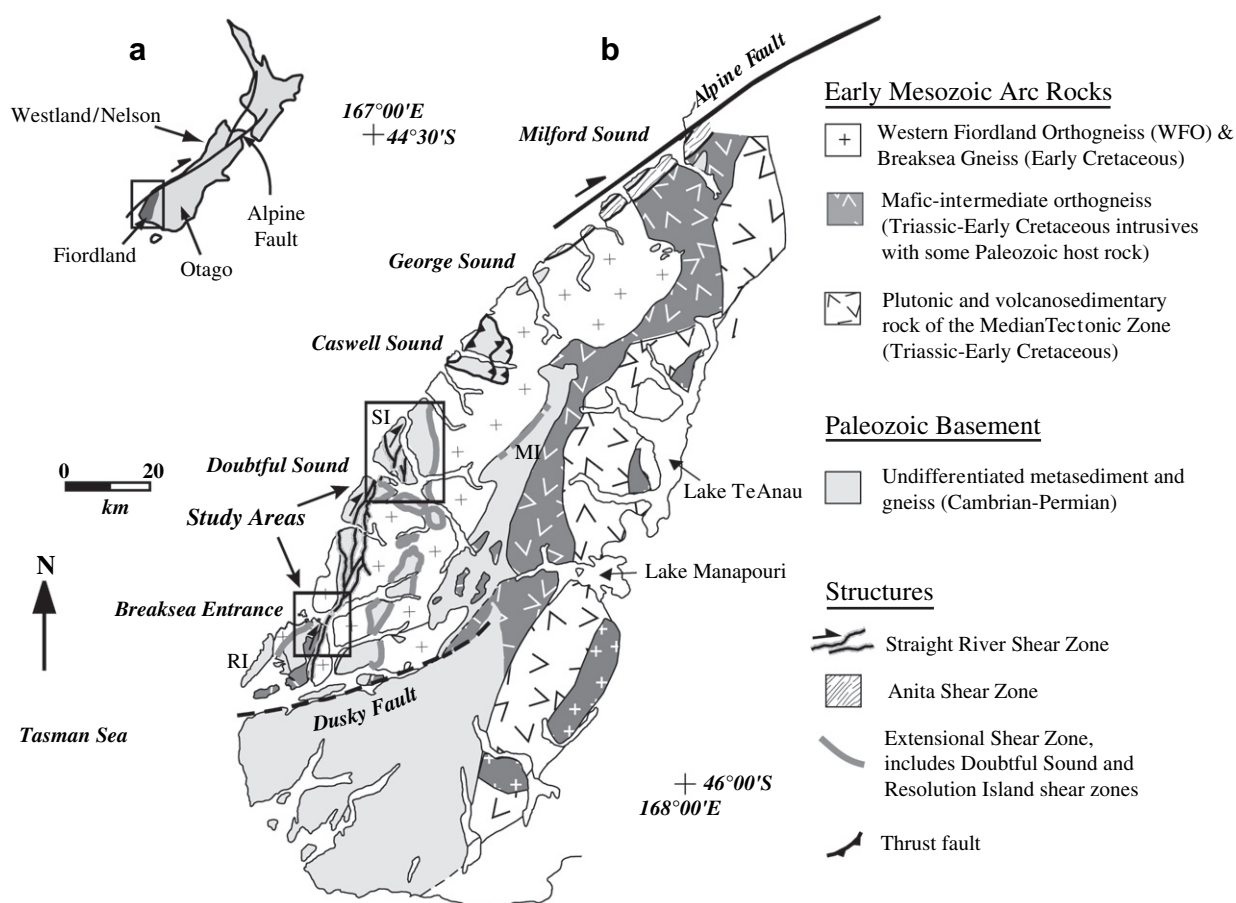 a
Westland/Nelson
Fiordland
Otago
Alpine
Fault
b
167°00'E
44°30'S
Alpine Fault
Milford Sound
George Sound
Caswell Sound
SI
Doubtful Sound
MI
0 20
km
Study Areas
Lake TeAnau
N
Breaksea Entrance
Lake Manapouri
RI
Dusky Fault
Tasman Sea
46°00'S
168°00'E
Early Mesozoic Arc Rocks
Western Fiordland Orthogneiss (WFO) &
Breaksea Gneiss (Early Cretaceous)
Mafic-intermediate orthogneiss
(Triassic-Early Cretaceous intrusives
with some Paleozoic host rock)
Plutonic and volcanosedimentary
rock of the MedianTectonic Zone
(Triassic-Early Cretaceous)
Paleozoic Basement
Undifferentiated metasediment and
gneiss (Cambrian-Permian)
Structures
Straight River Shear Zone
Anita Shear Zone
Extensional Shear Zone,
includes Doubtful Sound and
Resolution Island shear zones
Thrust fault